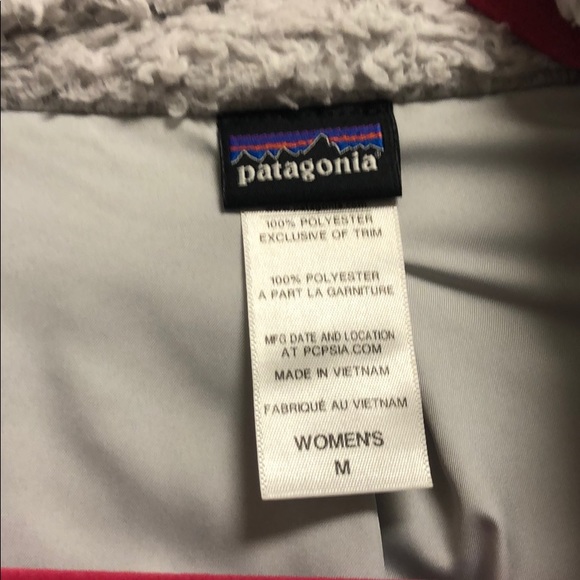 patagonia
100% POLYESTER
EXCLUSIVE OF TRIM
100% POLYESTER
A PART LA GARNITURE
MFG DATE AND LOCATION
AT PCPSIA.COM
MADE IN VIETNAM
FABRIQUÉ AU VIETNAM
WOMEN'S
M